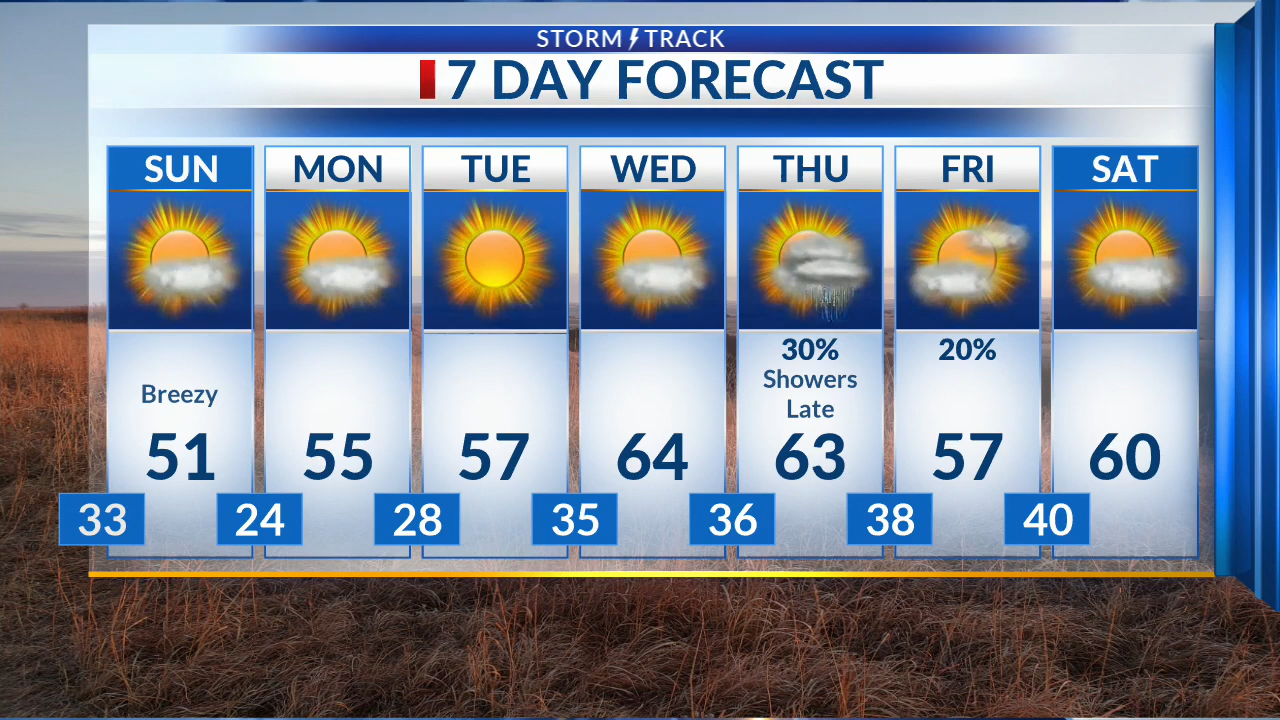 STORM TRACK
7 DAY FORECAST
SUN MON TUE WED THU FRI SAT
30% 20%
Showers
Breezy
Late
51 55 57 64 63 57 60
33 24 28 35 36 38 40